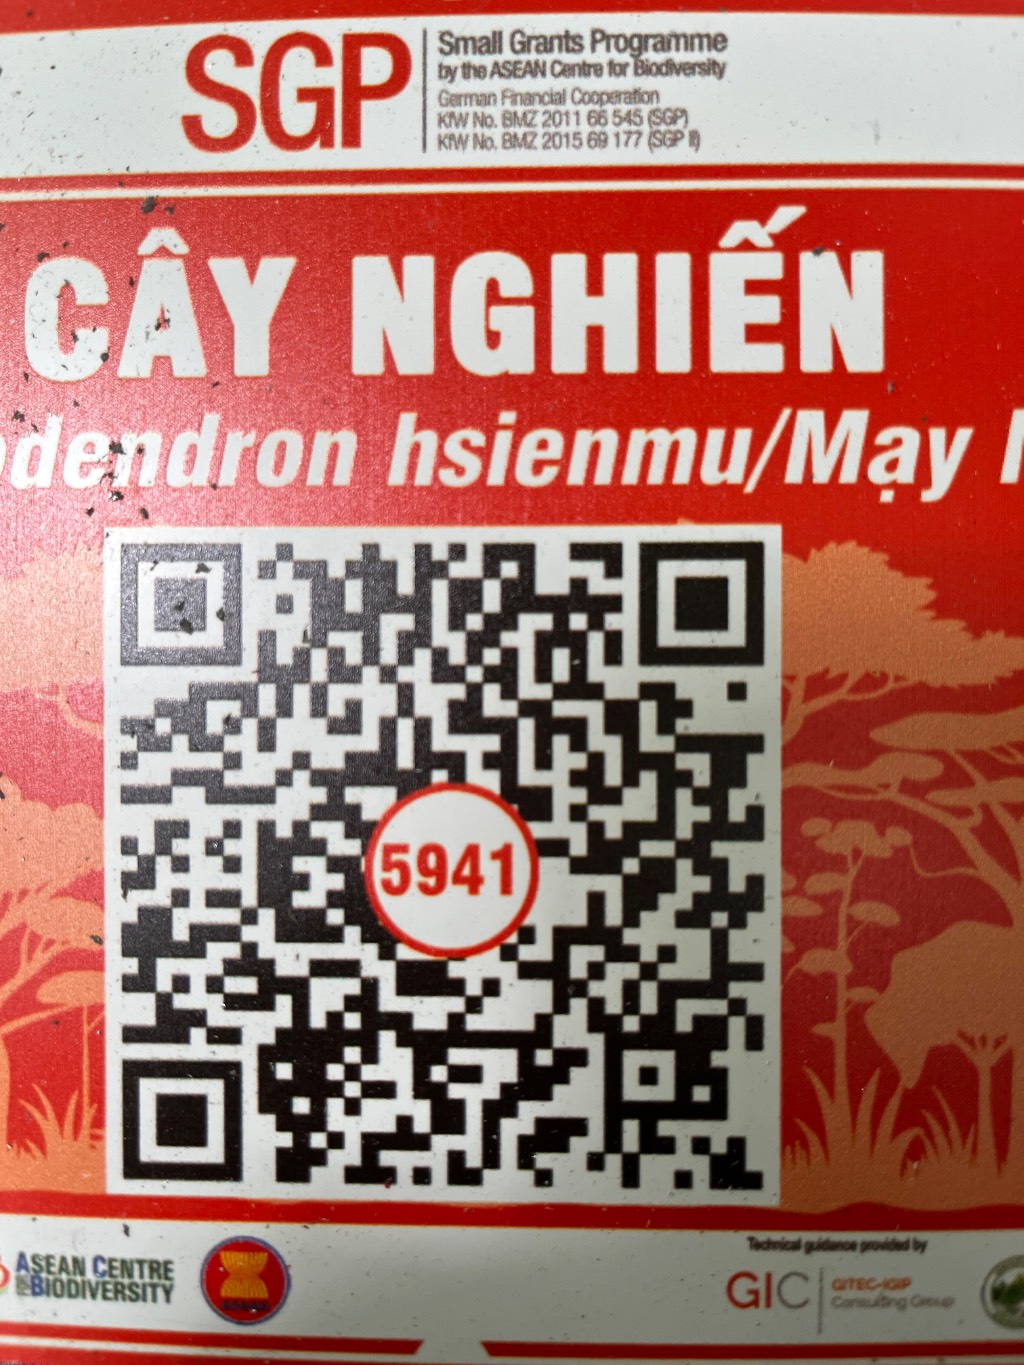 SGP
Small Grants Programme
by the ASEAN Centre for Biodiversity
German Financial Cooperation
KfW No. BMZ 2011 66 545 (SGP)
KfW No. BMZ 2015 69 177 (SGP II)
CÂY NGHIẾN
odendron hsienmu/Mạy
5941
ASEAN CENTRE
FOR BIODIVERSITY
Technical guidance provided by
GIC
GITEC-IGIP
Consulting Group